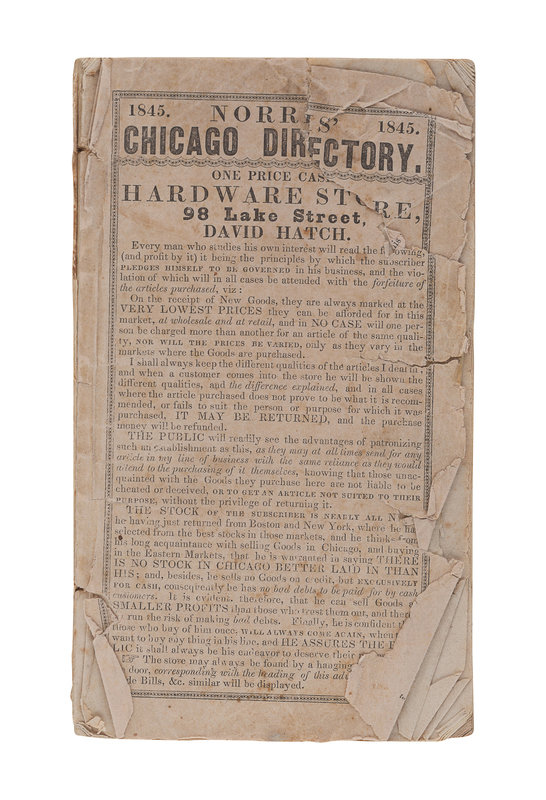 1845. NORRIS' 1845.
CHICAGO DIRECTORY,
ONE PRICE CAS
HARDWARE STORE,
98 Lake Street,
DAVID HATCH.
Every man who studies his own interest will read the following,
(and profit by it) it being the principles by which the subscriber
PLEDGES HIMSELF TO BE GOVERNED in his business, and the vio-
lation of which will in all cases be attended with the forfeiture of
the articles purchased, viz:
On the receipt of New Goods, they are always marked at the
VERY LOWEST PRICES they can be afforded for in this
market, at wholesale and at retail, and in NO CASE will one per-
son be charged more than another for an article of the same quali-
ty, NOR WILL THE PRICES BE VARIED, only as they vary in the
markets where the Goods are purchased.
I shall always keep the different qualities of the articles I deal in:
and when a customer comes into the store he will be shown the
different qualities, and the difference explained, and in all cases
where the article purchased does not prove to be what it is recom-
mended, or fails to suit the person or purpose for which it was
purchased, IT MAY BE RETURNED, and the purchase
money will be refunded.
THE PUBLIC will readily see the advantages of patronizing
such an establishment as this, as they may at all times send for any
article in my line of business with the same reliance as they would
attend to the purchasing of it themselves, knowing that those unac-
quainted with the Goods they purchase here are not liable to be
cheated or deceived, OR TO GET AN ARTICLE NOT SUITED TO THEIR
PURPOSE, without the privilege of returning it.
THE STOCK OF THE SUBSCRIBER IS NEARLY ALL
he having just returned from Boston and New York, where he ha
selected from the best stocks in those markets, and he thinks from
his long acquaintance with selling Goods in Chicago, and buying
in the Eastern Markets, that he is warranted in saying THERE
IS NO STOCK IN CHICAGO BETTER LAID IN THAN
HIS; and, besides, he sells no Goods on credit, but EXCLUSIVELY
FOR CASH, consequently he has no bad debts to be paid for by cash
customers. It is evident, therefore, that he can sell Goods a
SMALLER PROFITS than those who trust them out, and there
run the risk of making bad debts. Finally, he is confident
those who buy of him once, WILL ALWAYS COME AGAIN, when
want to buy any thing in his line, and HE ASSURES THE
LIC it shall always be his endeavor to deserve their
☞ The store may always be found by a hanging
door, corresponding with the heading of this ad
de Bills, &c. similar will be displayed.